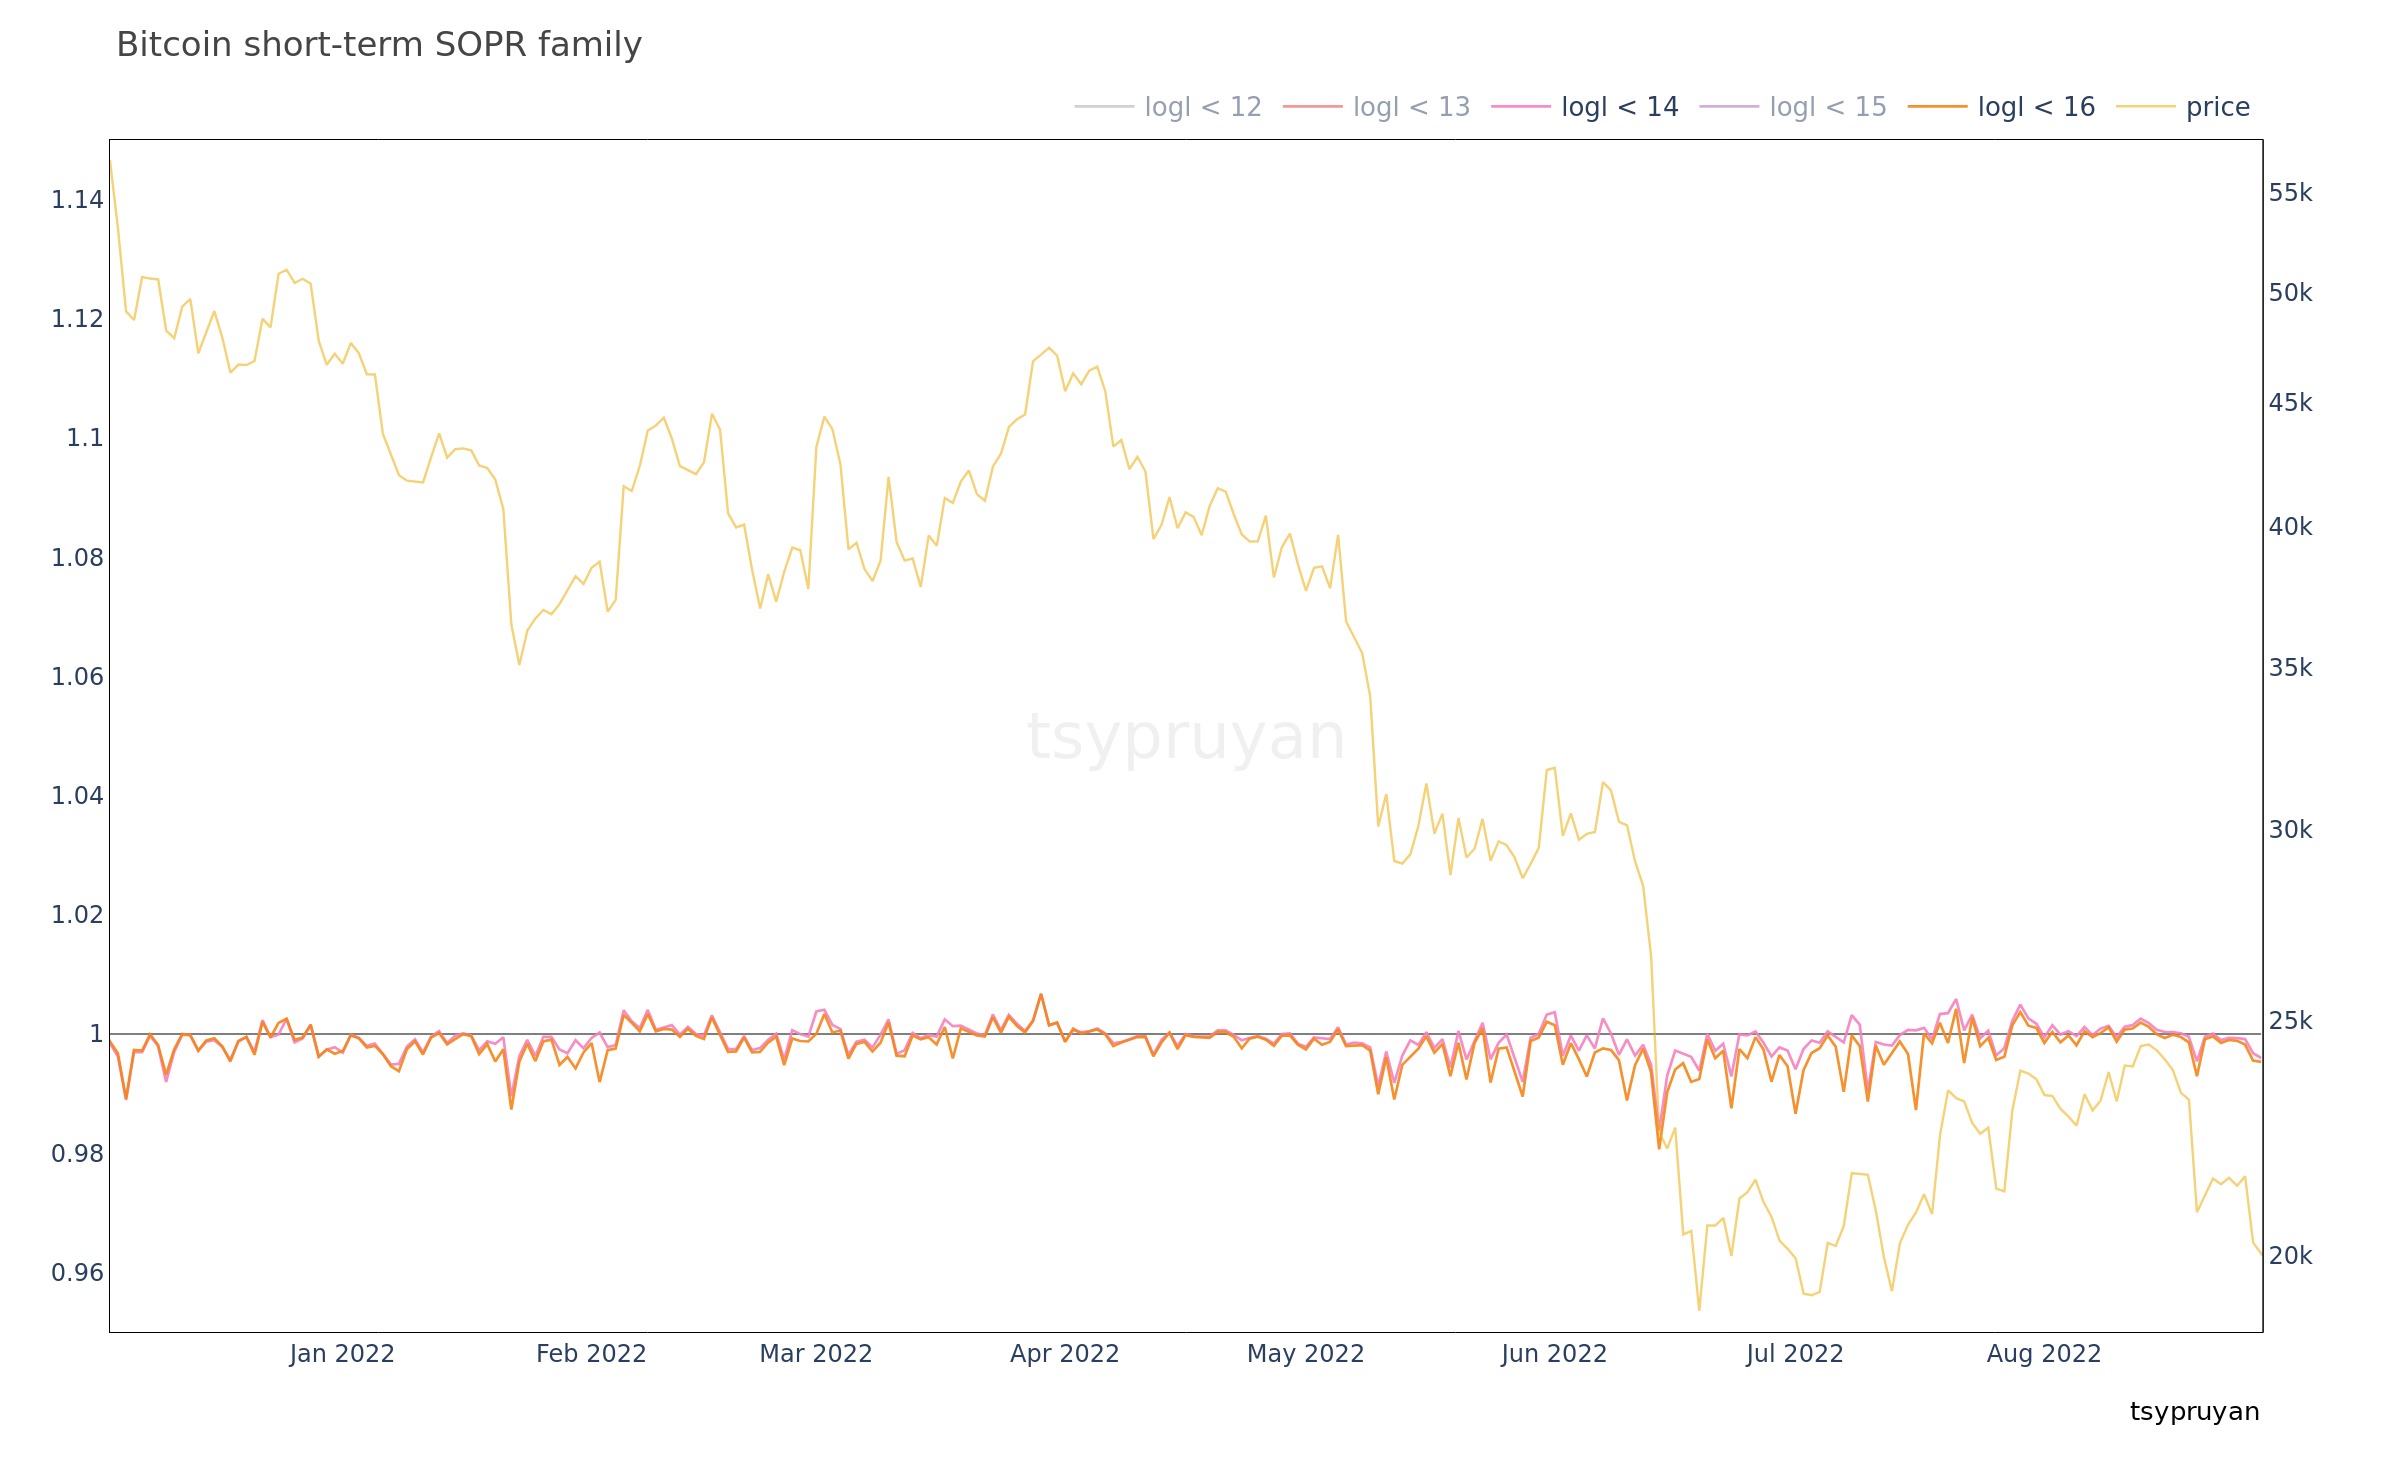 Bitcoin short-term SOPR family
logl < 12 logl < 13 logl < 14 logl < 15 logl < 16 price
1.14
1.12
1.1
1.08
1.06
1.04
1.02
1
0.98
0.96
55k
50k
45k
40k
35k
30k
25k
20k
tsypruyan
Jan 2022 Feb 2022 Mar 2022 Apr 2022 May 2022 Jun 2022 Jul 2022 Aug 2022
tsypruyan